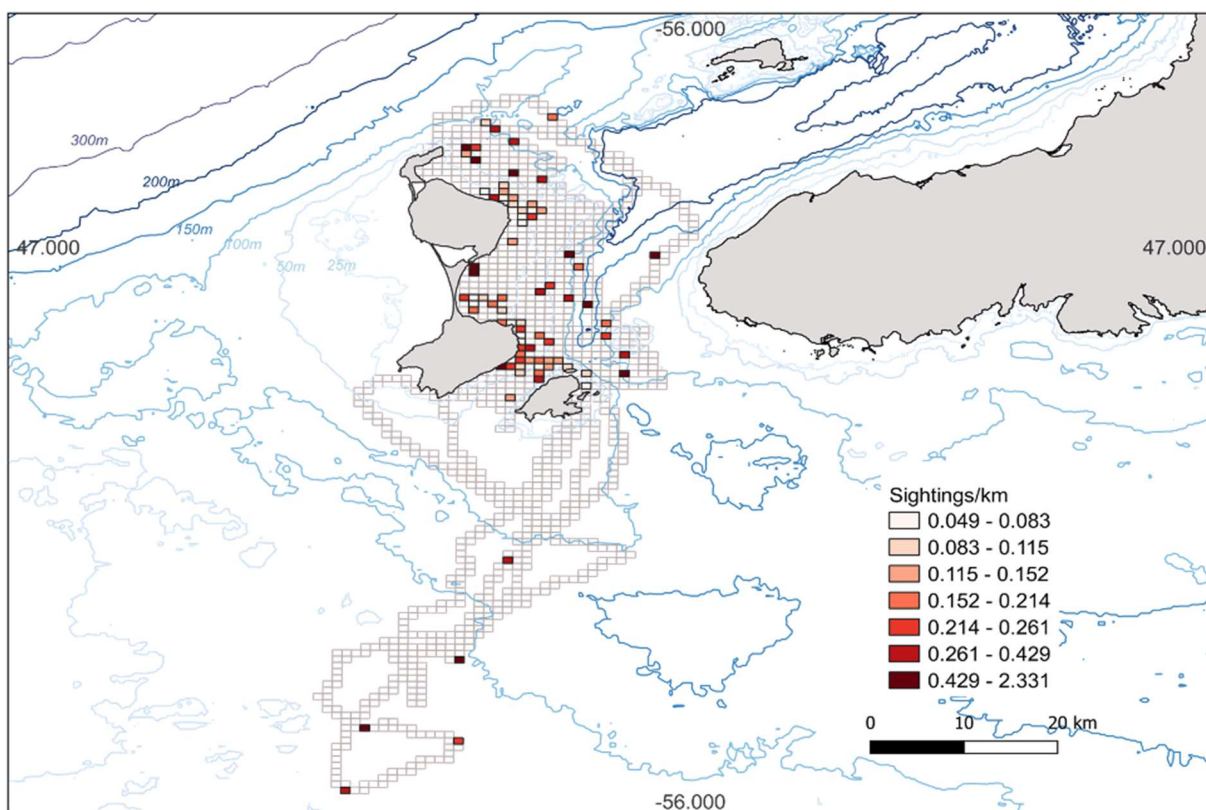 -56.000
300m
200m
150m
100m
50m
25m
47.000
47.000
Sightings/km
0.049 - 0.083
0.083 - 0.115
0.115 - 0.152
0.152 - 0.214
0.214 - 0.261
0.261 - 0.429
0.429 - 2.331
0 10 20 km
-56.000